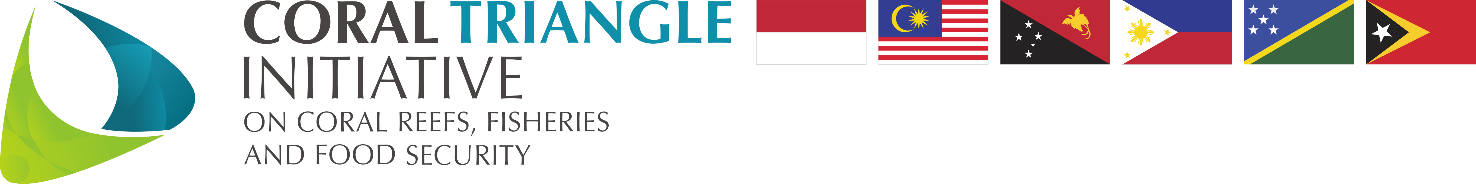 CORAL TRIANGLE
INITIATIVE
ON CORAL REEFS, FISHERIES
AND FOOD SECURITY